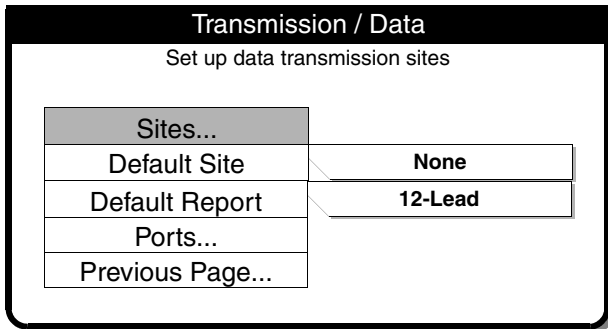 Transmission / Data
Set up data transmission sites
Sites...
Default Site
None
Default Report
12-Lead
Ports...
Previous Page...